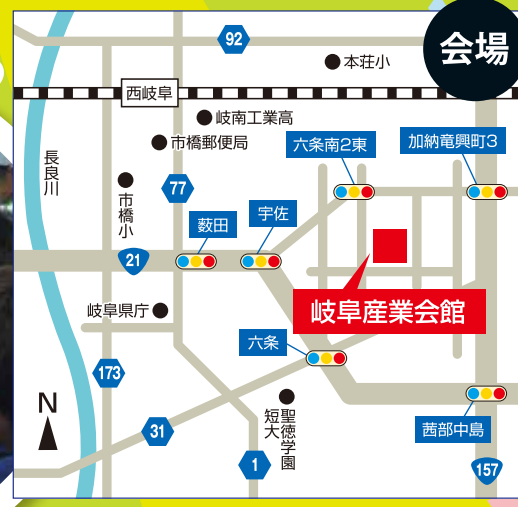 会場
92
本荘小
西岐阜
岐南工業高
市橋郵便局
六条南2東
加納竜興町3
長良川
市橋小
77
薮田
宇佐
21
岐阜県庁
岐阜産業会館
六条
173
N
31
聖徳学園
短大
茜部中島
1
157